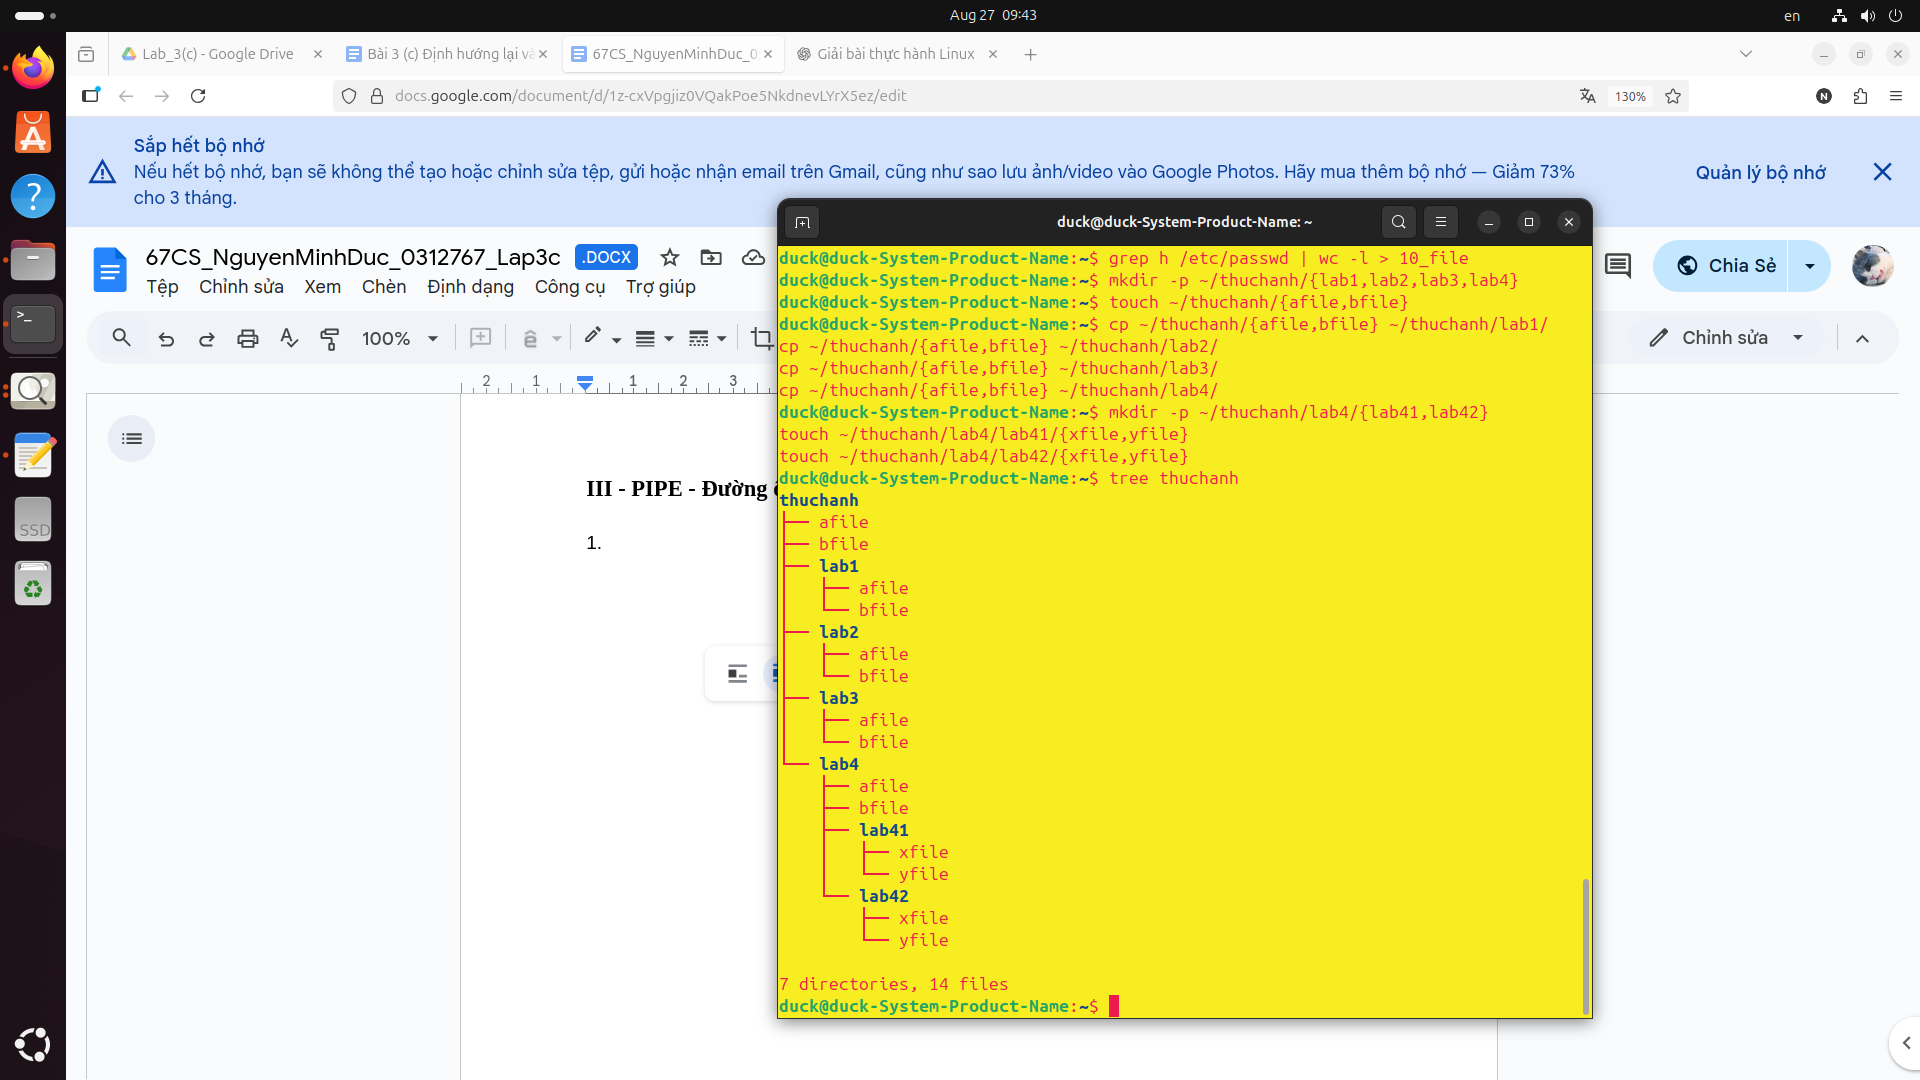 Aug 27 09:43
en
Lab_3(c) - Google Drive
Bài 3 (c) Định hướng lại và
67CS_NguyenMinhDuc_0
Giải bài thực hành Linux
docs.google.com/document/d/1z-cxVpgjiz0VQakPoe5NkdnevLYrX5ez/edit
130%
N
Sắp hết bộ nhớ
Nếu hết bộ nhớ, bạn sẽ không thể tạo hoặc chỉnh sửa tệp, gửi hoặc nhận email trên Gmail, cũng như sao lưu ảnh/video vào Google Photos. Hãy mua thêm bộ nhớ — Giảm 73%
cho 3 tháng.
Quản lý bộ nhớ
67CS_NguyenMinhDuc_0312767_Lap3c
.DOCX
Tệp Chỉnh sửa Xem Chèn Định dạng Công cụ Trợ giúp
Chia Sẻ
100%
Chỉnh sửa
2 1 1 2 3
SSD
III - PIPE - Đường
1.
duck@duck-System-Product-Name: ~
duck@duck-System-Product-Name:~$ grep h /etc/passwd | wc -l > 10_file
duck@duck-System-Product-Name:~$ mkdir -p ~/thuchanh/{lab1,lab2,lab3,lab4}
duck@duck-System-Product-Name:~$ touch ~/thuchanh/{afile,bfile}
duck@duck-System-Product-Name:~$ cp ~/thuchanh/{afile,bfile} ~/thuchanh/lab1/
cp ~/thuchanh/{afile,bfile} ~/thuchanh/lab2/
cp ~/thuchanh/{afile,bfile} ~/thuchanh/lab3/
cp ~/thuchanh/{afile,bfile} ~/thuchanh/lab4/
duck@duck-System-Product-Name:~$ mkdir -p ~/thuchanh/lab4/{lab41,lab42}
touch ~/thuchanh/lab4/lab41/{xfile,yfile}
touch ~/thuchanh/lab4/lab42/{xfile,yfile}
duck@duck-System-Product-Name:~$ tree thuchanh
thuchanh
├── afile
├── bfile
├── lab1
│   ├── afile
│   └── bfile
├── lab2
│   ├── afile
│   └── bfile
├── lab3
│   ├── afile
│   └── bfile
└── lab4
    ├── afile
    ├── bfile
    ├── lab41
    │   ├── xfile
    │   └── yfile
    └── lab42
        ├── xfile
        └── yfile
7 directories, 14 files
duck@duck-System-Product-Name:~$